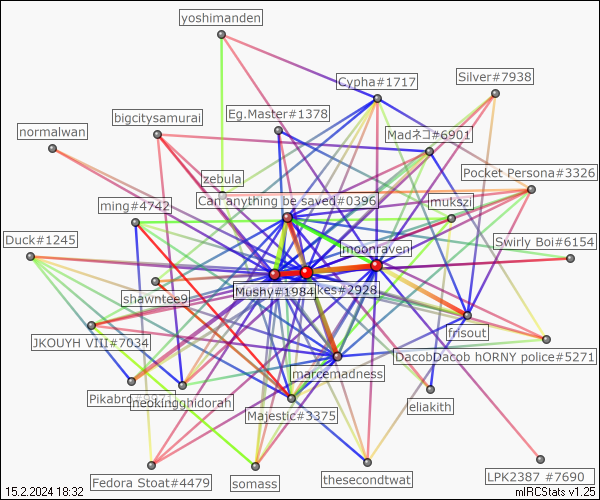 yoshimanden
Cypha#1717
Silver#7938
Eg.Master#1378
bigcitysamurai
normalwan
Madネコ#6901
zebula
Pocket Persona#3326
Can anything be saved#0396
mukszi
ming#4742
moonraven
Swirly Boi#6154
Duck#1245
shawntee9
Mushy#1984
kes#2928
frisout
JKOUYH VIII#7034
DacobDacob hORNY police#5271
marcemadness
Pikabro
neokingghidorah
eliakith
Majestic#3375
Fedora Stoat#4479
somass
thesecondtwat
LPK2387 #7690
15.2.2024 18:32
mIRCStats v1.25